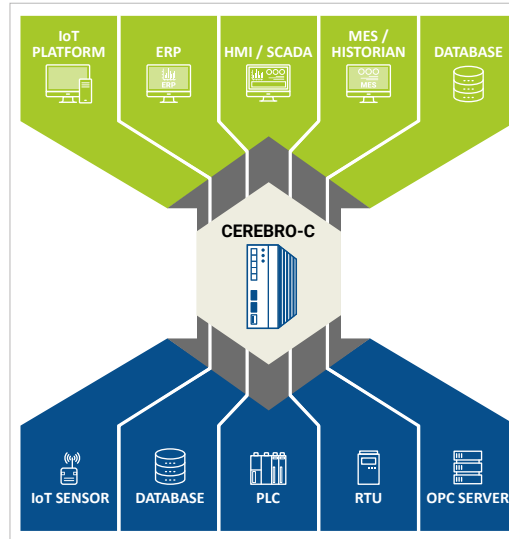 IoT
PLATFORM
ERP
HMI / SCADA
MES /
HISTORIAN
DATABASE
ERP
MES
CEREBRO-C
IoT SENSOR
DATABASE
PLC
RTU
OPC SERVER